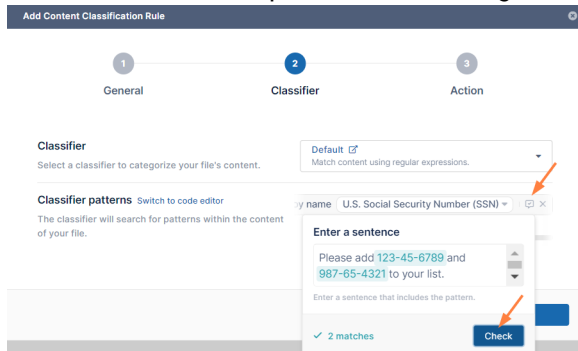 Add Content Classification Rule
1
2
3
General
Classifier
Action
Classifier
Select a classifier to categorize your file's content.
Default
Match content using regular expressions.
Classifier patterns Switch to code editor
The classifier will search for patterns within the content
of your file.
name U.S. Social Security Number (SSN)
Enter a sentence
Please add 123-45-6789 and
987-65-4321 to your list.
Enter a sentence that includes the pattern.
2 matches
Check